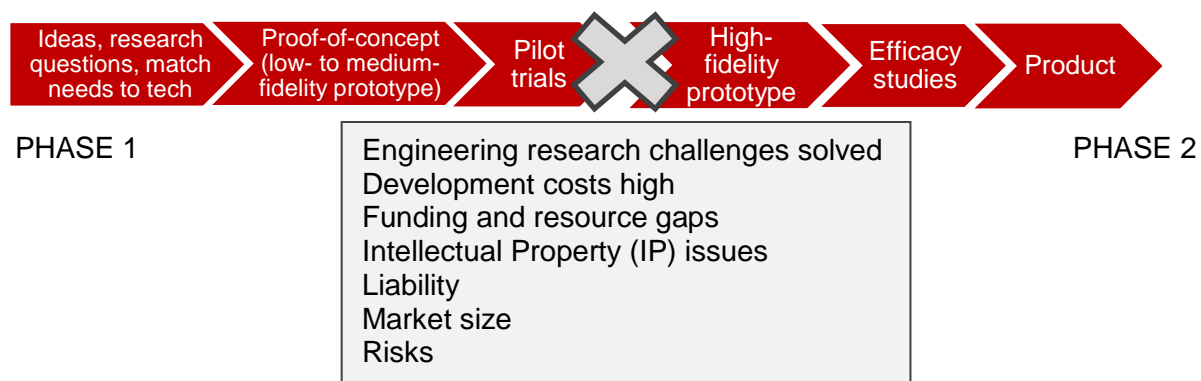 Ideas, research
questions, match
needs to tech
Proof-of-concept
(low- to medium-
fidelity prototype)
Pilot
trials
High-
fidelity
prototype
Efficacy
studies
Product
PHASE 1
PHASE 2
Engineering research challenges solved
Development costs high
Funding and resource gaps
Intellectual Property (IP) issues
Liability
Market size
Risks